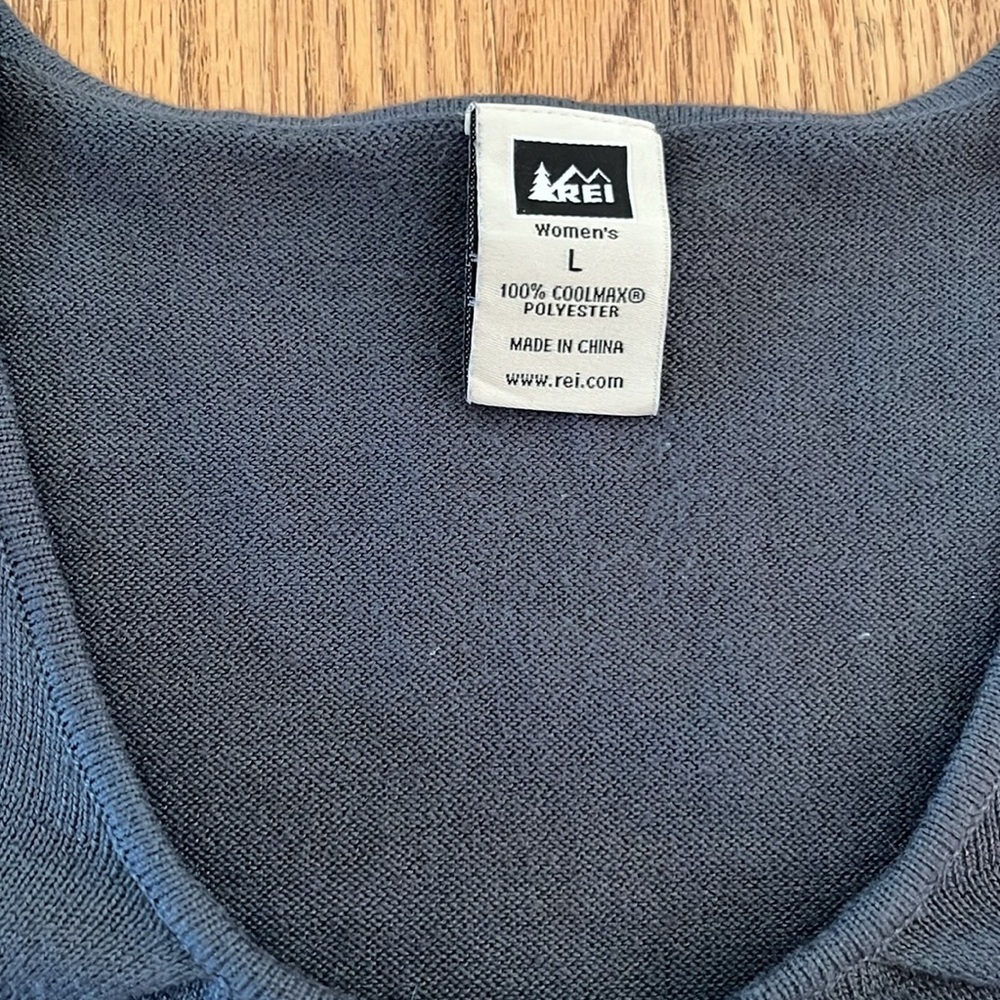 REI
Women's
L
100% COOLMAX®
POLYESTER
MADE IN CHINA
www.rei.com